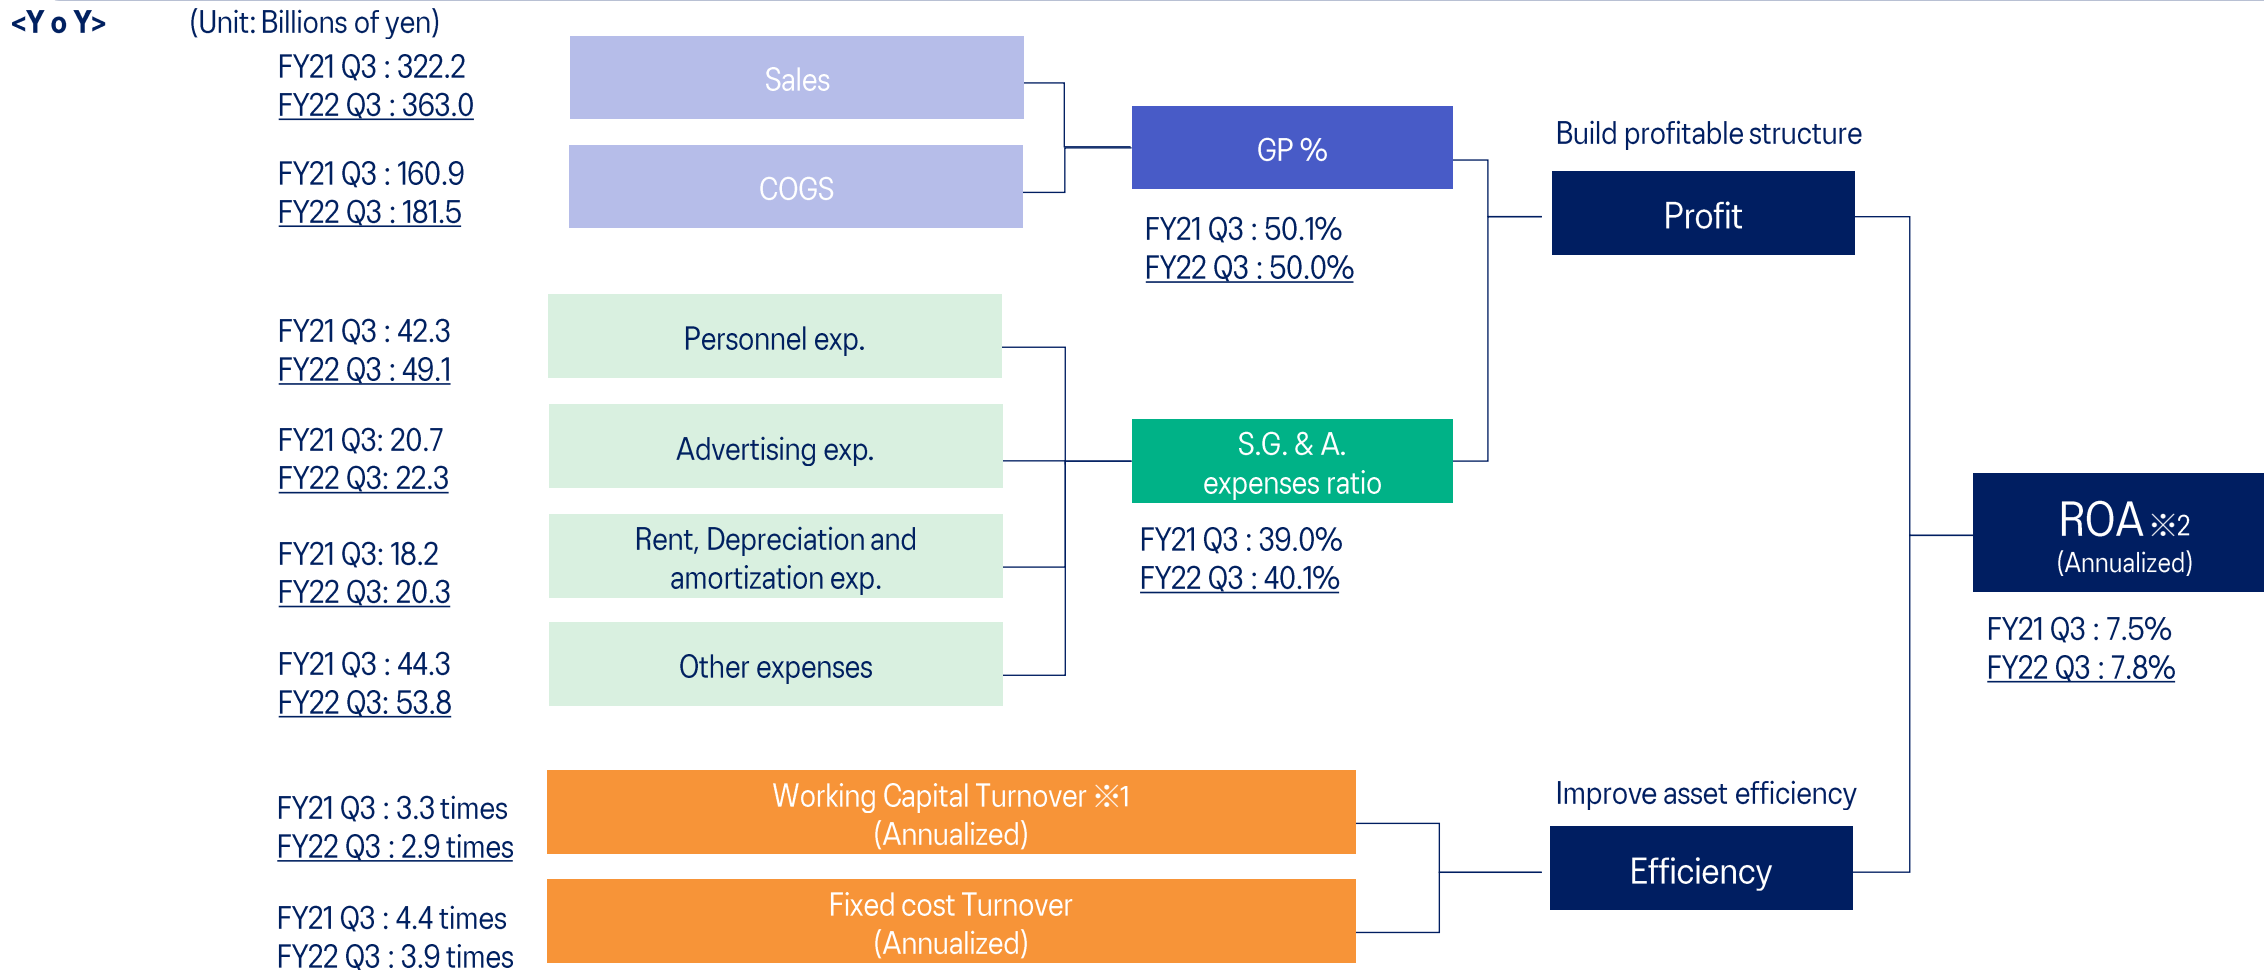 <Y o Y>
(Unit: Billions of yen)
FY21 Q3 : 322.2
FY22 Q3 : 363.0
Sales
FY21 Q3 : 160.9
FY22 Q3 : 181.5
COGS
GP %
FY21 Q3 : 50.1%
FY22 Q3 : 50.0%
Build profitable structure
Profit
FY21 Q3 : 42.3
FY22 Q3 : 49.1
Personnel exp.
FY21 Q3: 20.7
FY22 Q3: 22.3
Advertising exp.
FY21 Q3: 18.2
FY22 Q3: 20.3
Rent, Depreciation and
amortization exp.
FY21 Q3 : 44.3
FY22 Q3: 53.8
Other expenses
S.G. & A.
expenses ratio
FY21 Q3 : 39.0%
FY22 Q3 : 40.1%
ROA ※2
(Annualized)
FY21 Q3 : 7.5%
FY22 Q3 : 7.8%
FY21 Q3 : 3.3 times
FY22 Q3 : 2.9 times
Working Capital Turnover ※1
(Annualized)
FY21 Q3 : 4.4 times
FY22 Q3 : 3.9 times
Fixed cost Turnover
(Annualized)
Improve asset efficiency
Efficiency